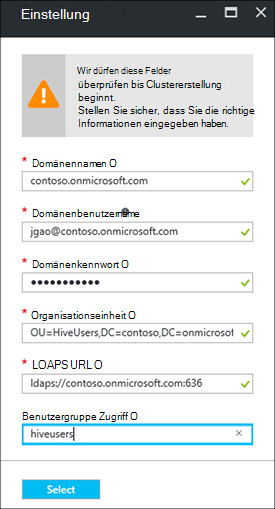 Einstellung
Wir dürfen diese Felder
überprüfen bis Clustererstellung
beginnt.
Stellen Sie sicher, dass Sie die richtige
Informationen eingegeben haben.
* Domänennamen O
contoso.onmicrosoft.com
* Domänenbenutzername
jgao@contoso.onmicrosoft.com
* Domänenkennwort O
•••••••••••
* Organisationseinheit O
OU=HiveUsers,DC=contoso,DC=onmicrosof
* LOAPS URL O
ldaps://contoso.onmicrosoft.com:636
Benutzergruppe Zugriff O
hiveusers
Select